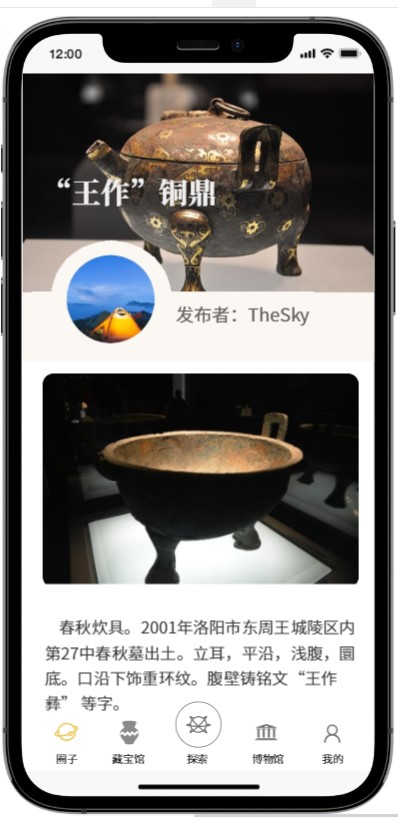 12:00
“王作”铜鼎
发布者：TheSky
春秋炊具。2001年洛阳市东周王城陵区内
第27中春秋墓出土。立耳，平沿，浅腹，圜
底。口沿下饰重环纹。腹壁铸铭文“王作
彝”等字。
圈子 藏宝馆 探索 博物馆 我的